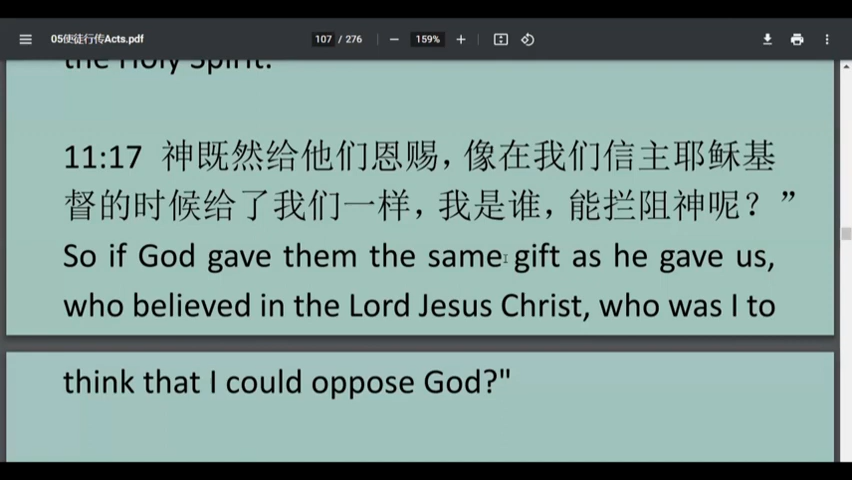 05使徒行传Acts.pdf
107 / 276
159%
the Holy Spirit.
11:17 神既然给他们恩赐，像在我们信主耶稣基
督的时候给了我们一样，我是谁，能拦阻神呢？”
So if God gave them the same gift as he gave us,
who believed in the Lord Jesus Christ, who was I to
think that I could oppose God?"